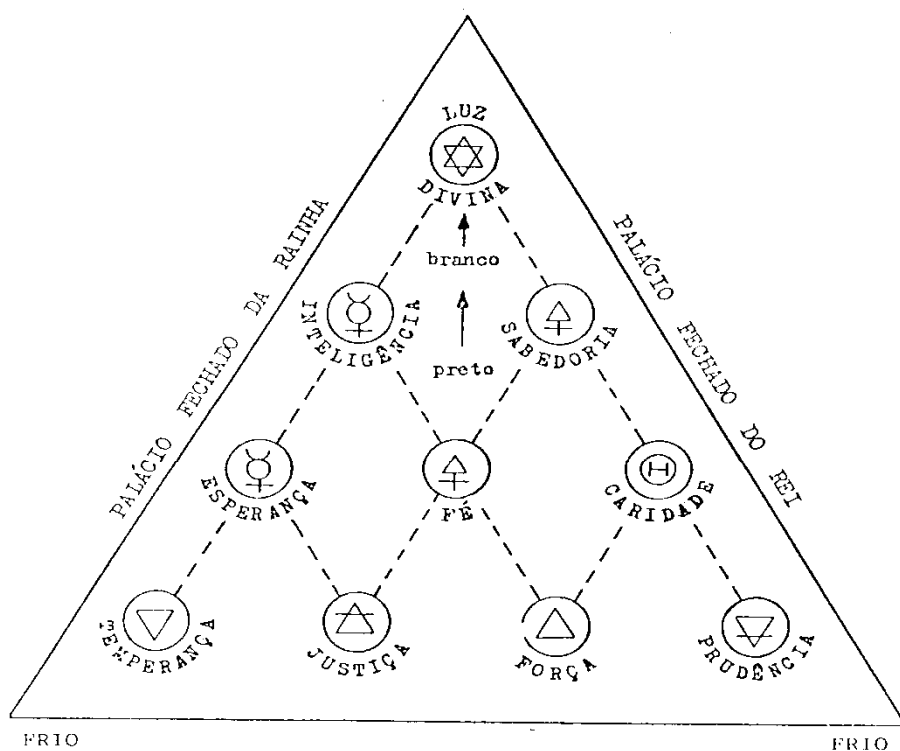 LUZ
DIVINA
PALÁCIO FECHADO DA RAINHA
PALÁCIO FECHADO DO REI
branco
INTELIGÊNCIA
SABEDORIA
preto
ESPERANÇA
FÉ
CARIDADE
TEMPERANÇA
JUSTIÇA
FORÇA
PRUDÊNCIA
FRIO
FRIO